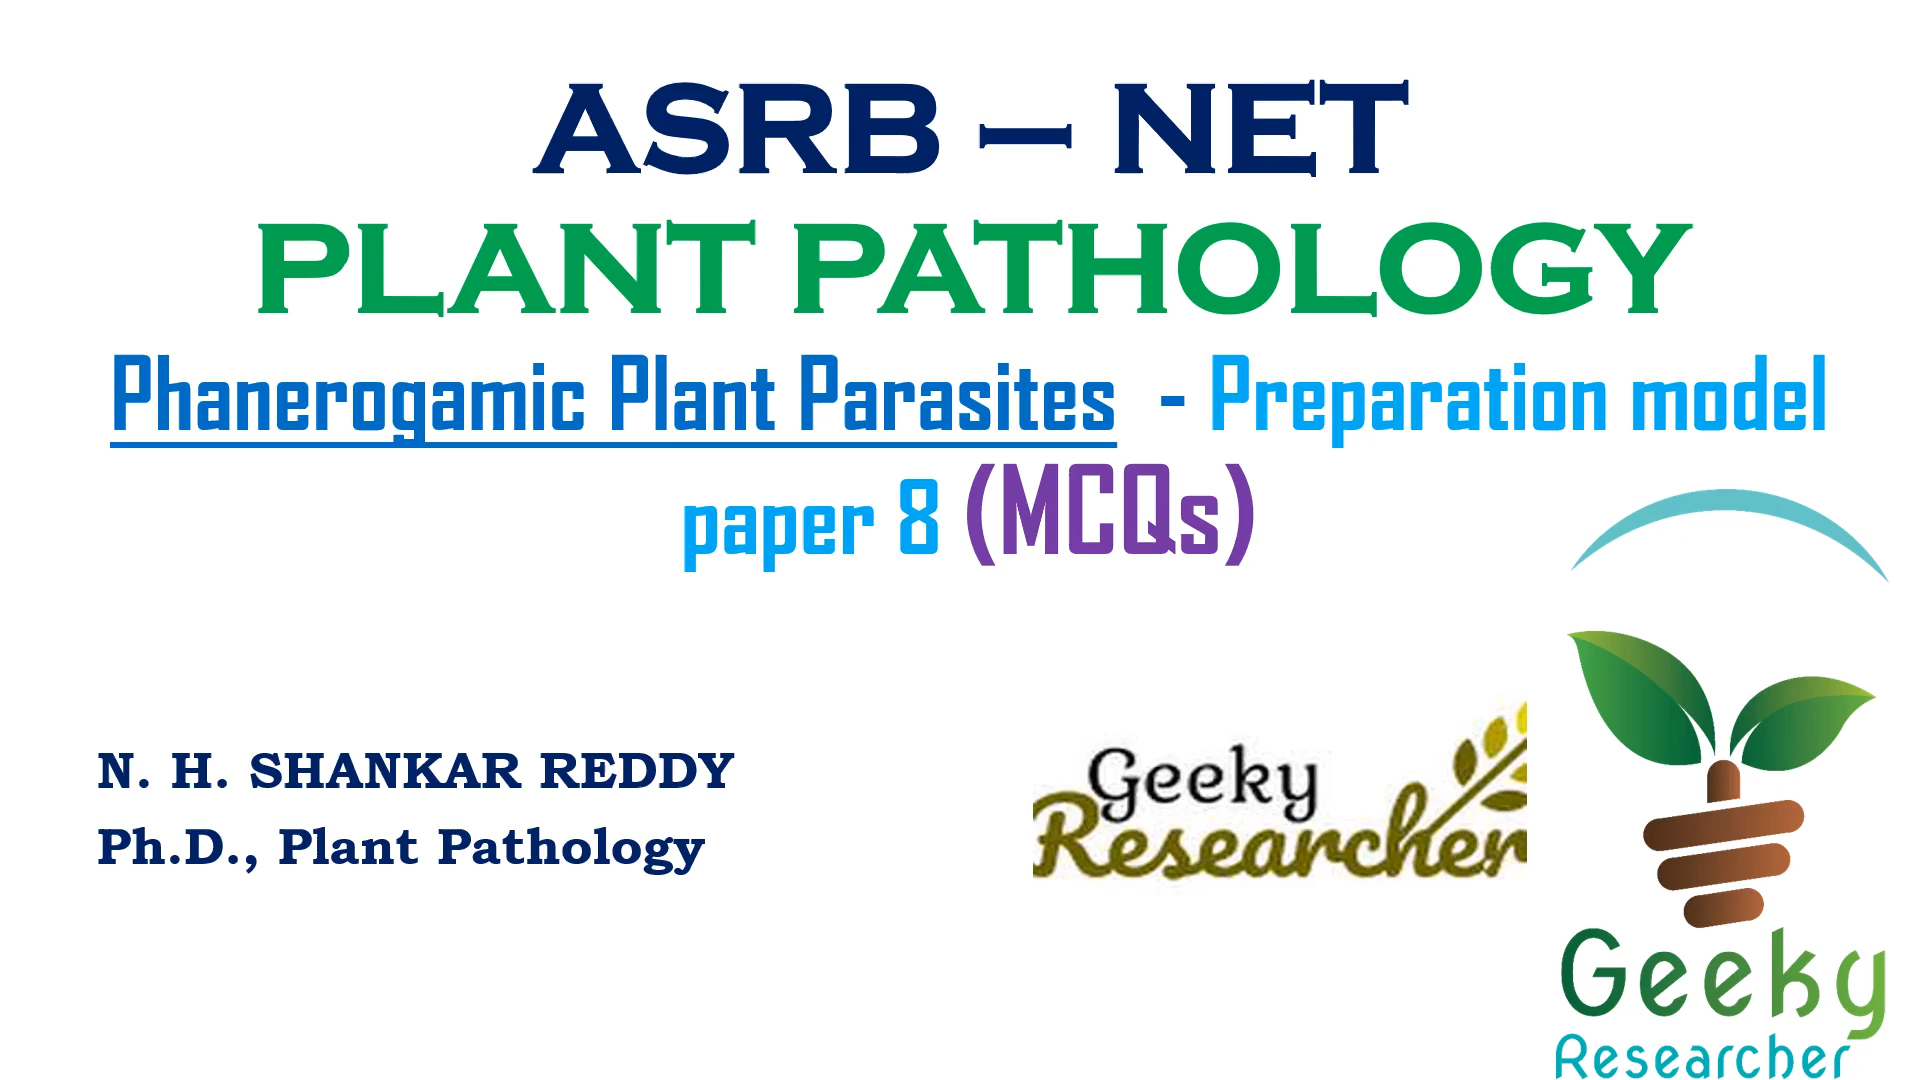 ASRB – NET
PLANT PATHOLOGY
Phanerogamic Plant Parasites - Preparation model
paper 8 (MCQs)
N. H. SHANKAR REDDY
Ph.D., Plant Pathology
Geeky
Researcher
Geeky
Researcher